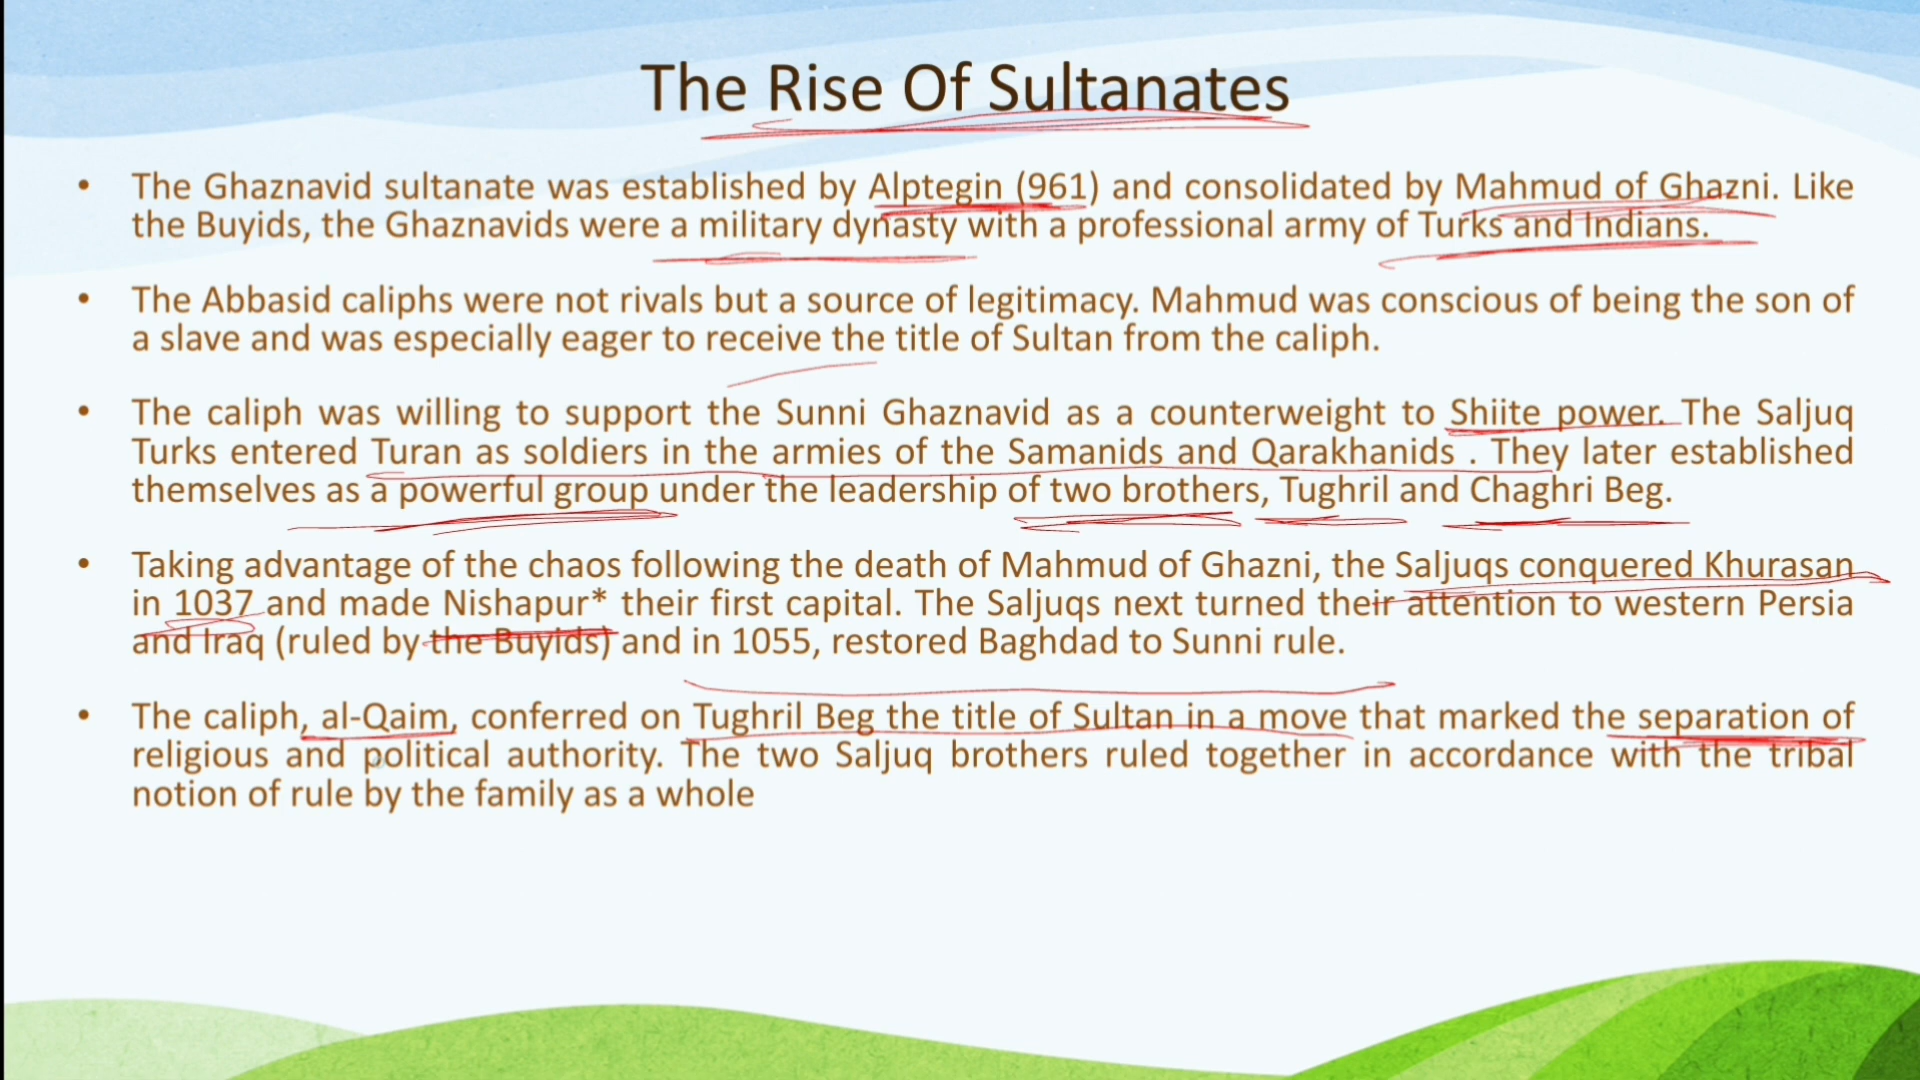 The Rise Of Sultanates
• The Ghaznavid sultanate was established by Alptegin (961) and consolidated by Mahmud of Ghazni. Like
the Buyids, the Ghaznavids were a military dynasty with a professional army of Turks and Indians.
• The Abbasid caliphs were not rivals but a source of legitimacy. Mahmud was conscious of being the son of
a slave and was especially eager to receive the title of Sultan from the caliph.
• The caliph was willing to support the Sunni Ghaznavid as a counterweight to Shiite power. The Saljuq
Turks entered Turan as soldiers in the armies of the Samanids and Qarakhanids . They later established
themselves as a powerful group under the leadership of two brothers, Tughril and Chaghri Beg.
• Taking advantage of the chaos following the death of Mahmud of Ghazni, the Saljuqs conquered Khurasan
in 1037 and made Nishapur* their first capital. The Saljuqs next turned their attention to western Persia
and Iraq (ruled by the Buyids) and in 1055, restored Baghdad to Sunni rule.
• The caliph, al-Qaim, conferred on Tughril Beg the title of Sultan in a move that marked the separation of
religious and political authority. The two Saljuq brothers ruled together in accordance with the tribal
notion of rule by the family as a whole